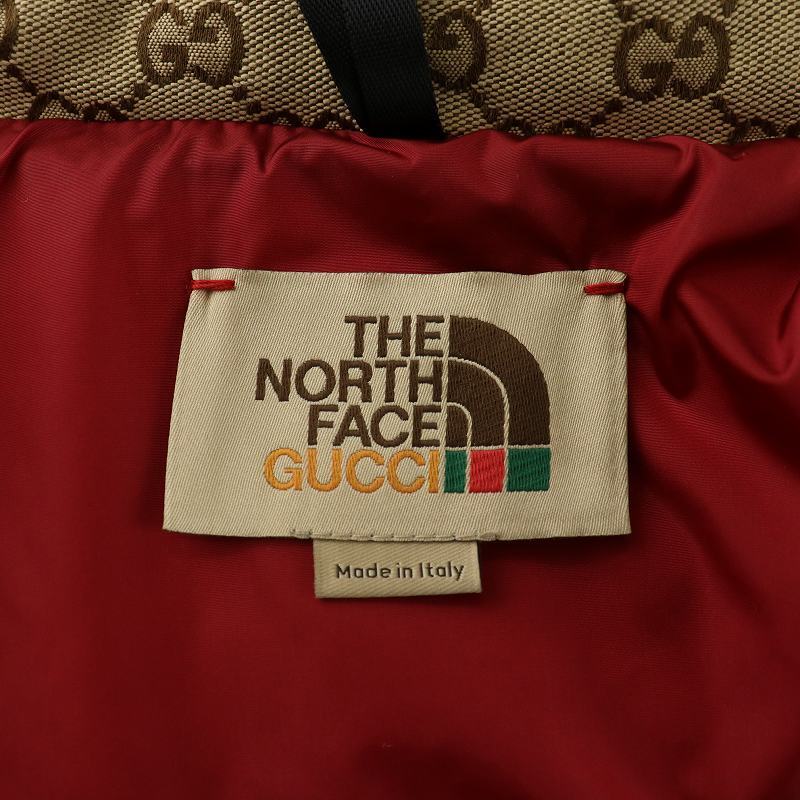 THE
NORTH
FACE
GUCCI
Made in Italy